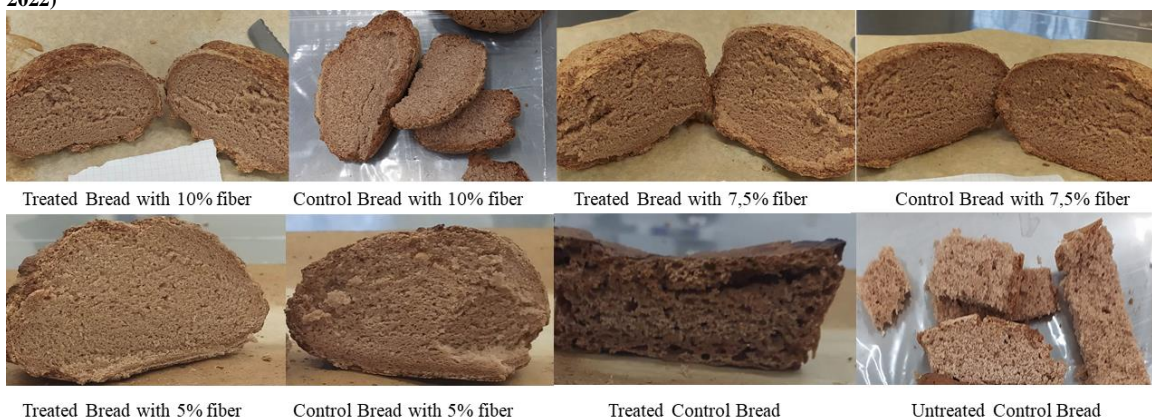 2022)
Treated Bread with 10% fiber
Control Bread with 10% fiber
Treated Bread with 7,5% fiber
Control Bread with 7,5% fiber
Treated Bread with 5% fiber
Control Bread with 5% fiber
Treated Control Bread
Untreated Control Bread